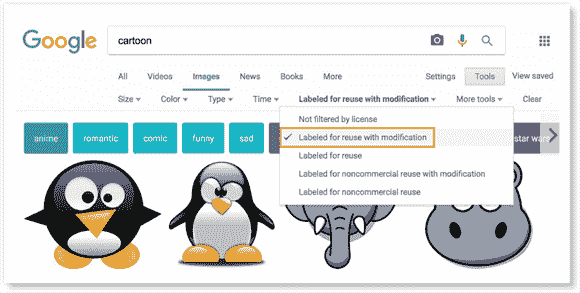 Google
cartoon
All Videos Images News Books More Settings Tools View saved
Size Color Type Time Labeled for reuse with modification More tools Clear
Not filtered by license
Labeled for reuse with modification
Labeled for reuse
Labeled for noncommercial reuse with modification
Labeled for noncommercial reuse
anime romantic comic funny sad star war